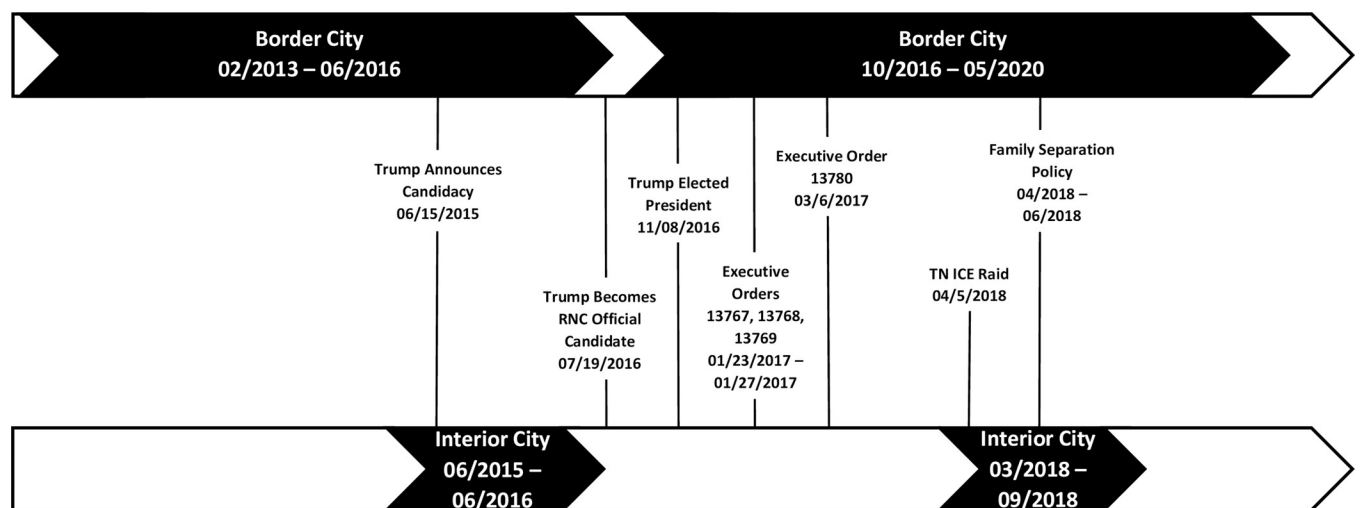 Border City
02/2013 – 06/2016
Border City
10/2016 – 05/2020
Trump Announces
Candidacy
06/15/2015
Trump Becomes
RNC Official
Candidate
07/19/2016
Trump Elected
President
11/08/2016
Executive
Orders
13767, 13768,
13769
01/23/2017 –
01/27/2017
Executive Order
13780
03/6/2017
TN ICE Raid
04/5/2018
Family Separation
Policy
04/2018 –
06/2018
Interior City
06/2015 –
06/2016
Interior City
03/2018 –
09/2018